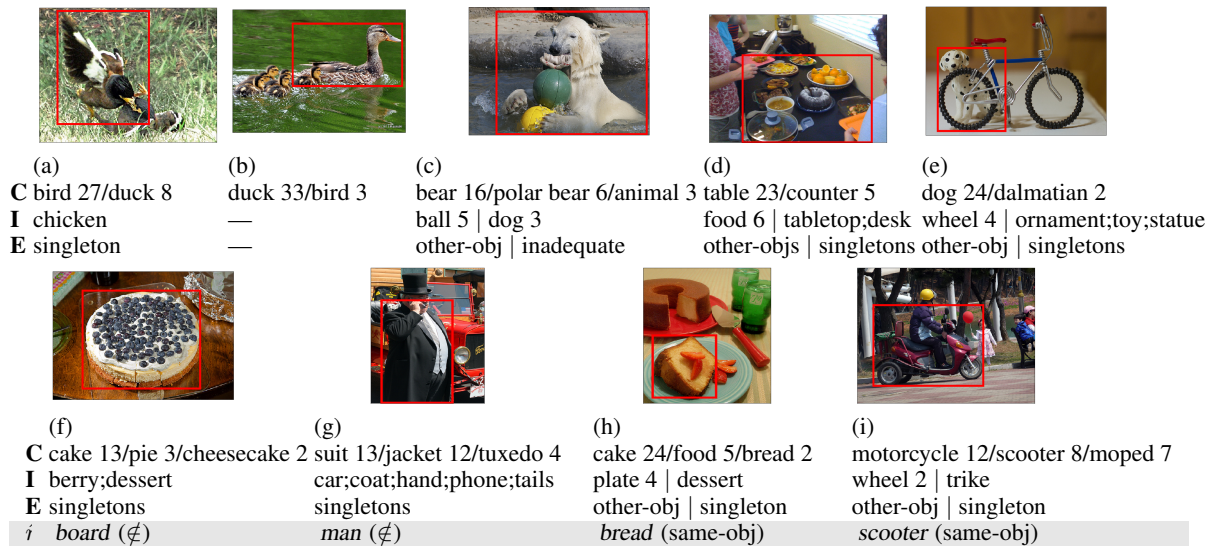 (a) (b) (c) (d) (e)
C bird 27/duck 8 duck 33/bird 3 bear 16/polar bear 6/animal 3 table 23/counter 5 dog 24/dalmatian 2
I chicken — ball 5 | dog 3 food 6 | tabletop;desk wheel 4 | ornament;toy;statue
E singleton — other-obj | inadequate other-objs | singletons other-obj | singletons
(f) (g) (h) (i)
C cake 13/pie 3/cheesecake 2 suit 13/jacket 12/tuxedo 4 cake 24/food 5/bread 2 motorcycle 12/scooter 8/moped 7
I berry;dessert car;coat;hand;phone;tails plate 4 | dessert wheel 2 | trike
E singletons singletons other-obj | singleton other-obj | singleton
i board (∉) man (∉) bread (same-obj) scooter (same-obj)